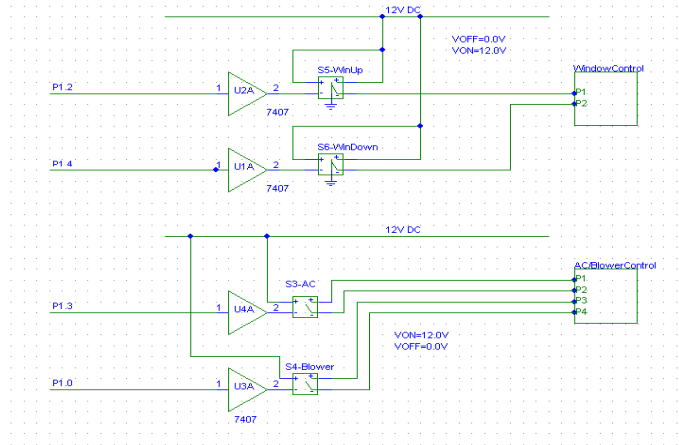 12V DC
VOFF=0.0V
VON=12.0V
S5-WinUp
WindowControl
P1.2
1
U2A
2
7407
P1
P2
S6-WinDown
P1.4
1
U1A
2
7407
12V DC
AC/BlowerControl
S3-AC
P1
P2
P3
P4
P1.3
1
U4A
2
VON=12.0V
VOFF=0.0V
S4-Blower
P1.0
1
U3A
2
7407